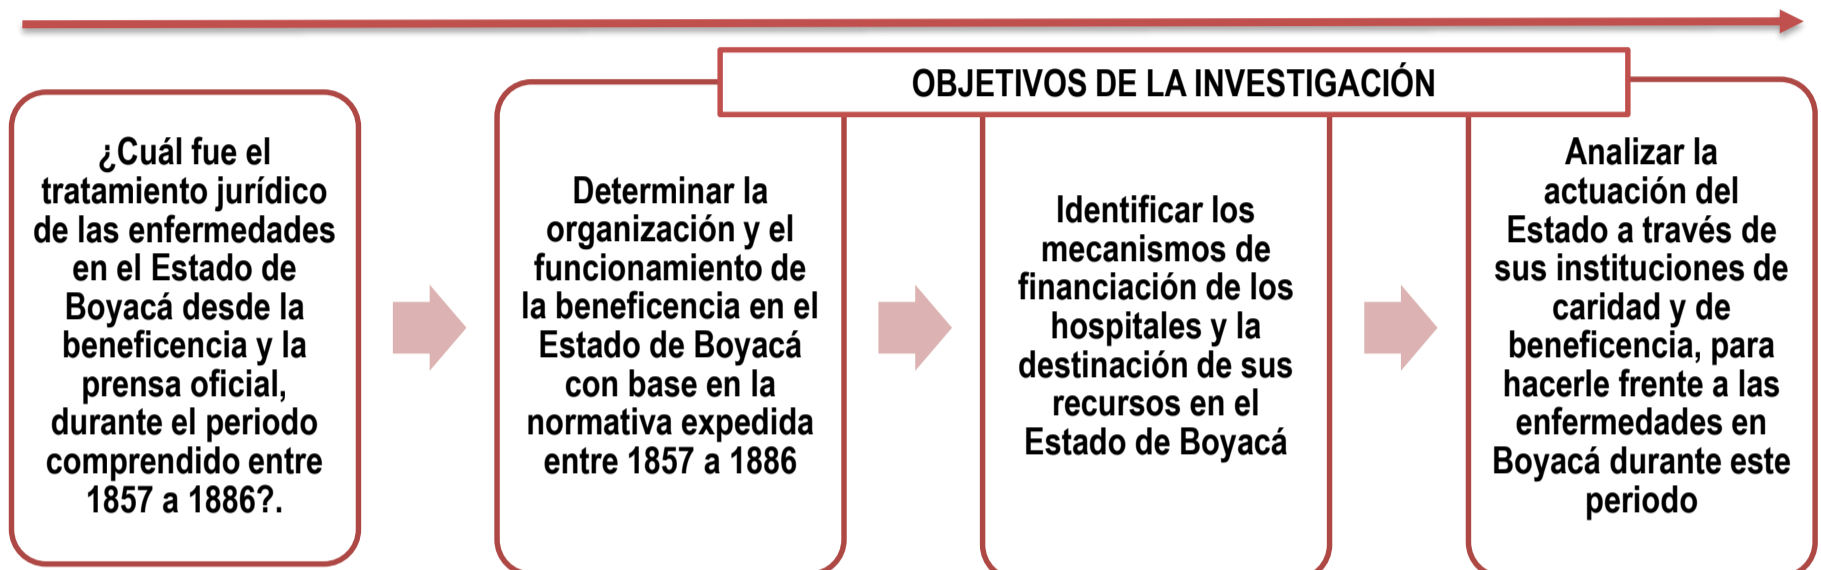 OBJETIVOS DE LA INVESTIGACIÓN
¿Cuál fue el
tratamiento jurídico
de las enfermedades
en el Estado de
Boyacá desde la
beneficencia y la
prensa oficial,
durante el periodo
comprendido entre
1857 a 1886?.
Determinar la
organización y el
funcionamiento de
la beneficencia en el
Estado de Boyacá
con base en la
normativa expedida
entre 1857 a 1886
Identificar los
mecanismos de
financiación de los
hospitales y la
destinación de sus
recursos en el
Estado de Boyacá
Analizar la
actuación del
Estado a través de
sus instituciones de
caridad y de
beneficencia, para
hacerle frente a las
enfermedades en
Boyacá durante este
periodo